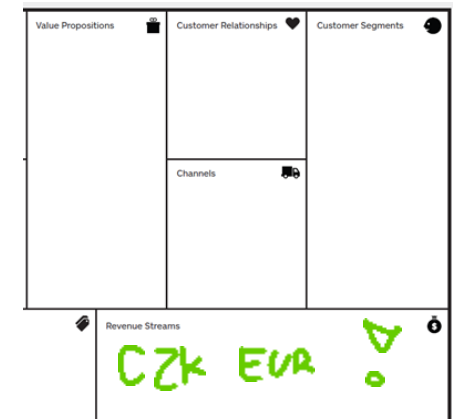 Value Propositions
Customer Relationships
Customer Segments
Channels
Revenue Streams
CZK EUR !